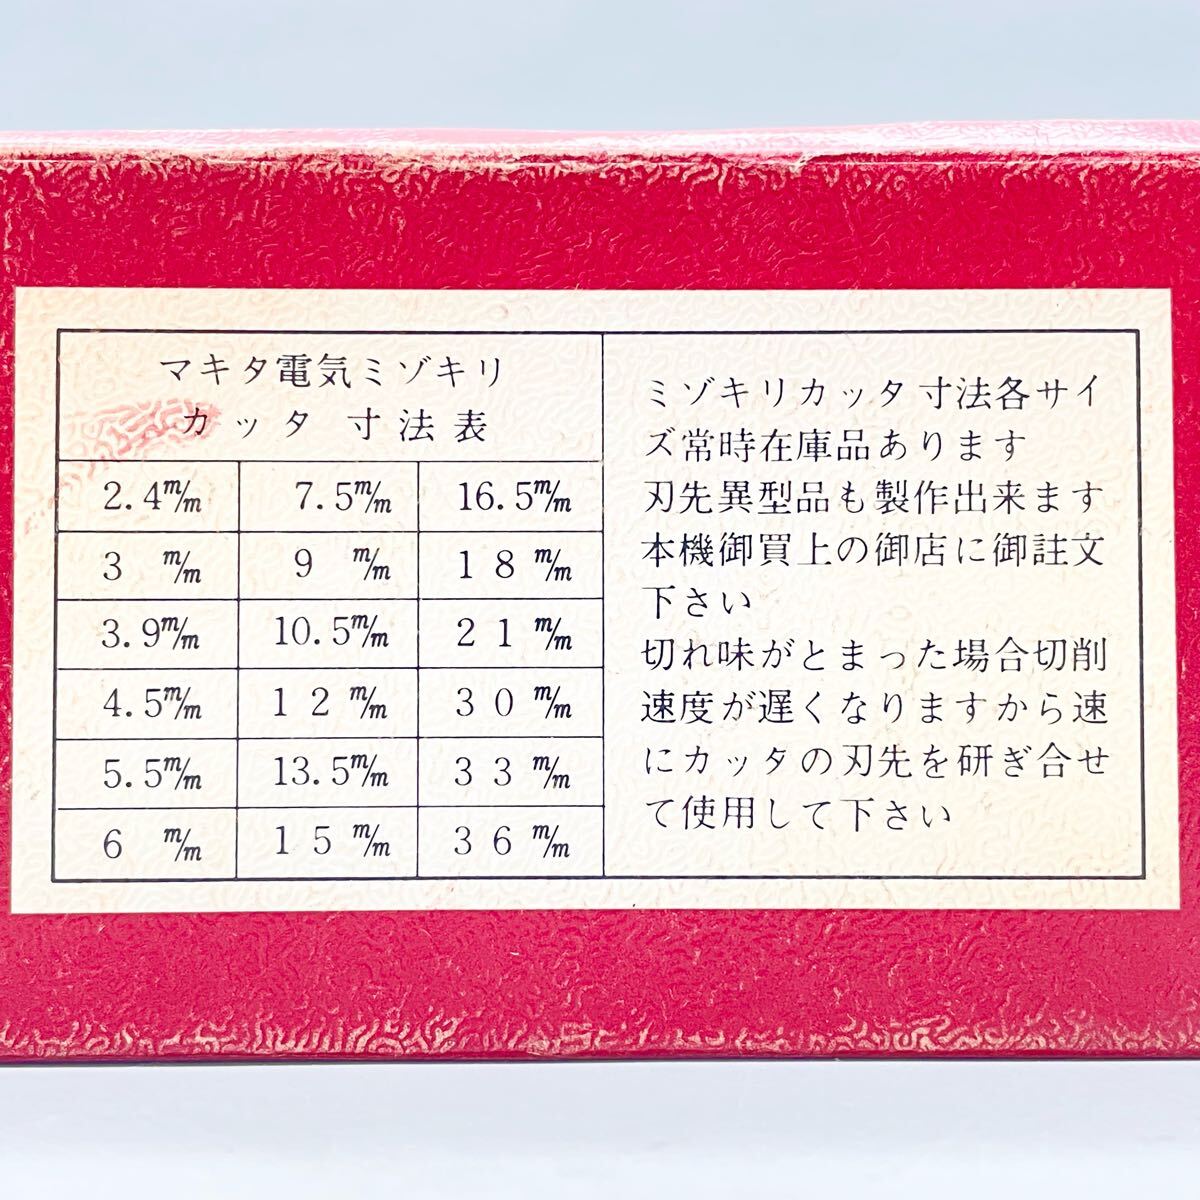 マキタ電気ミゾキリ
カッタ 寸法表
2.4m/m 7.5m/m 16.5m/m
3 m/m 9 m/m 18 m/m
3.9m/m 10.5m/m 21 m/m
4.5m/m 12 m/m 30 m/m
5.5m/m 13.5m/m 33 m/m
6 m/m 15 m/m 36 m/m
ミゾキリカッタ寸法各サイ
ズ常時在庫品あります
刃先異型品も製作出来ます
本機御買上の御店に御註文
下さい
切れ味がとまった場合切削
速度が遅くなりますから速
にカッタの刃先を研ぎ合せ
て使用して下さい